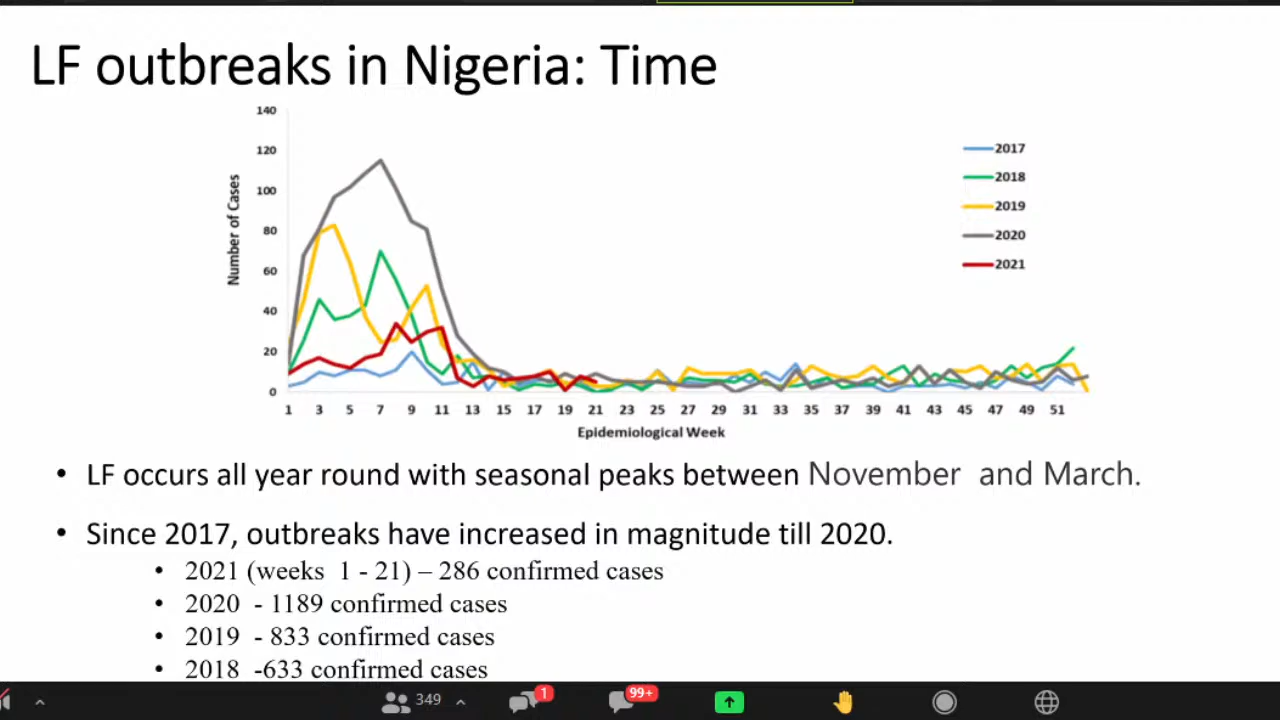 LF outbreaks in Nigeria: Time
140
120
100
80
60
40
20
0
Number of Cases
2017
2018
2019
2020
2021
1 3 5 7 9 11 13 15 17 19 21 23 25 27 29 31 33 35 37 39 41 43 45 47 49 51
Epidemiological Week
• LF occurs all year round with seasonal peaks between November and March.
• Since 2017, outbreaks have increased in magnitude till 2020.
• 2021 (weeks 1 - 21) – 286 confirmed cases
• 2020 - 1189 confirmed cases
• 2019 - 833 confirmed cases
• 2018 -633 confirmed cases
349 1 99+